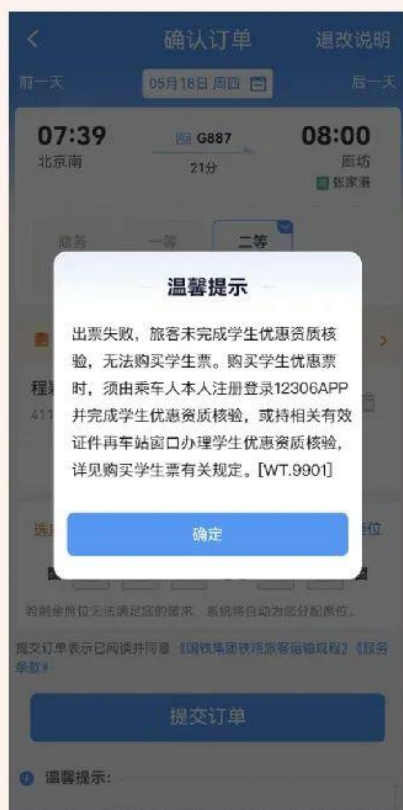 确认订单 退改说明
前一天 05月18日 周四 后一天
07:39 G887 08:00
北京南 21分 廊坊
张家港
商务 一等 二等
温馨提示
出票失败，旅客未完成学生优惠资质核
验，无法购买学生票。购买学生优惠票
时，须由乘车人本人注册登录12306APP
并完成学生优惠资质核验，或持相关有效
证件再车站窗口办理学生优惠资质核验，
详见购买学生票有关规定。[WT.9901]
确定
若剩余席位无法满足您的需求，系统将自动为您分配席位。
提交订单表示已阅读并同意《国铁集团铁路旅客运输规程》《服务
条款》
提交订单
温馨提示：